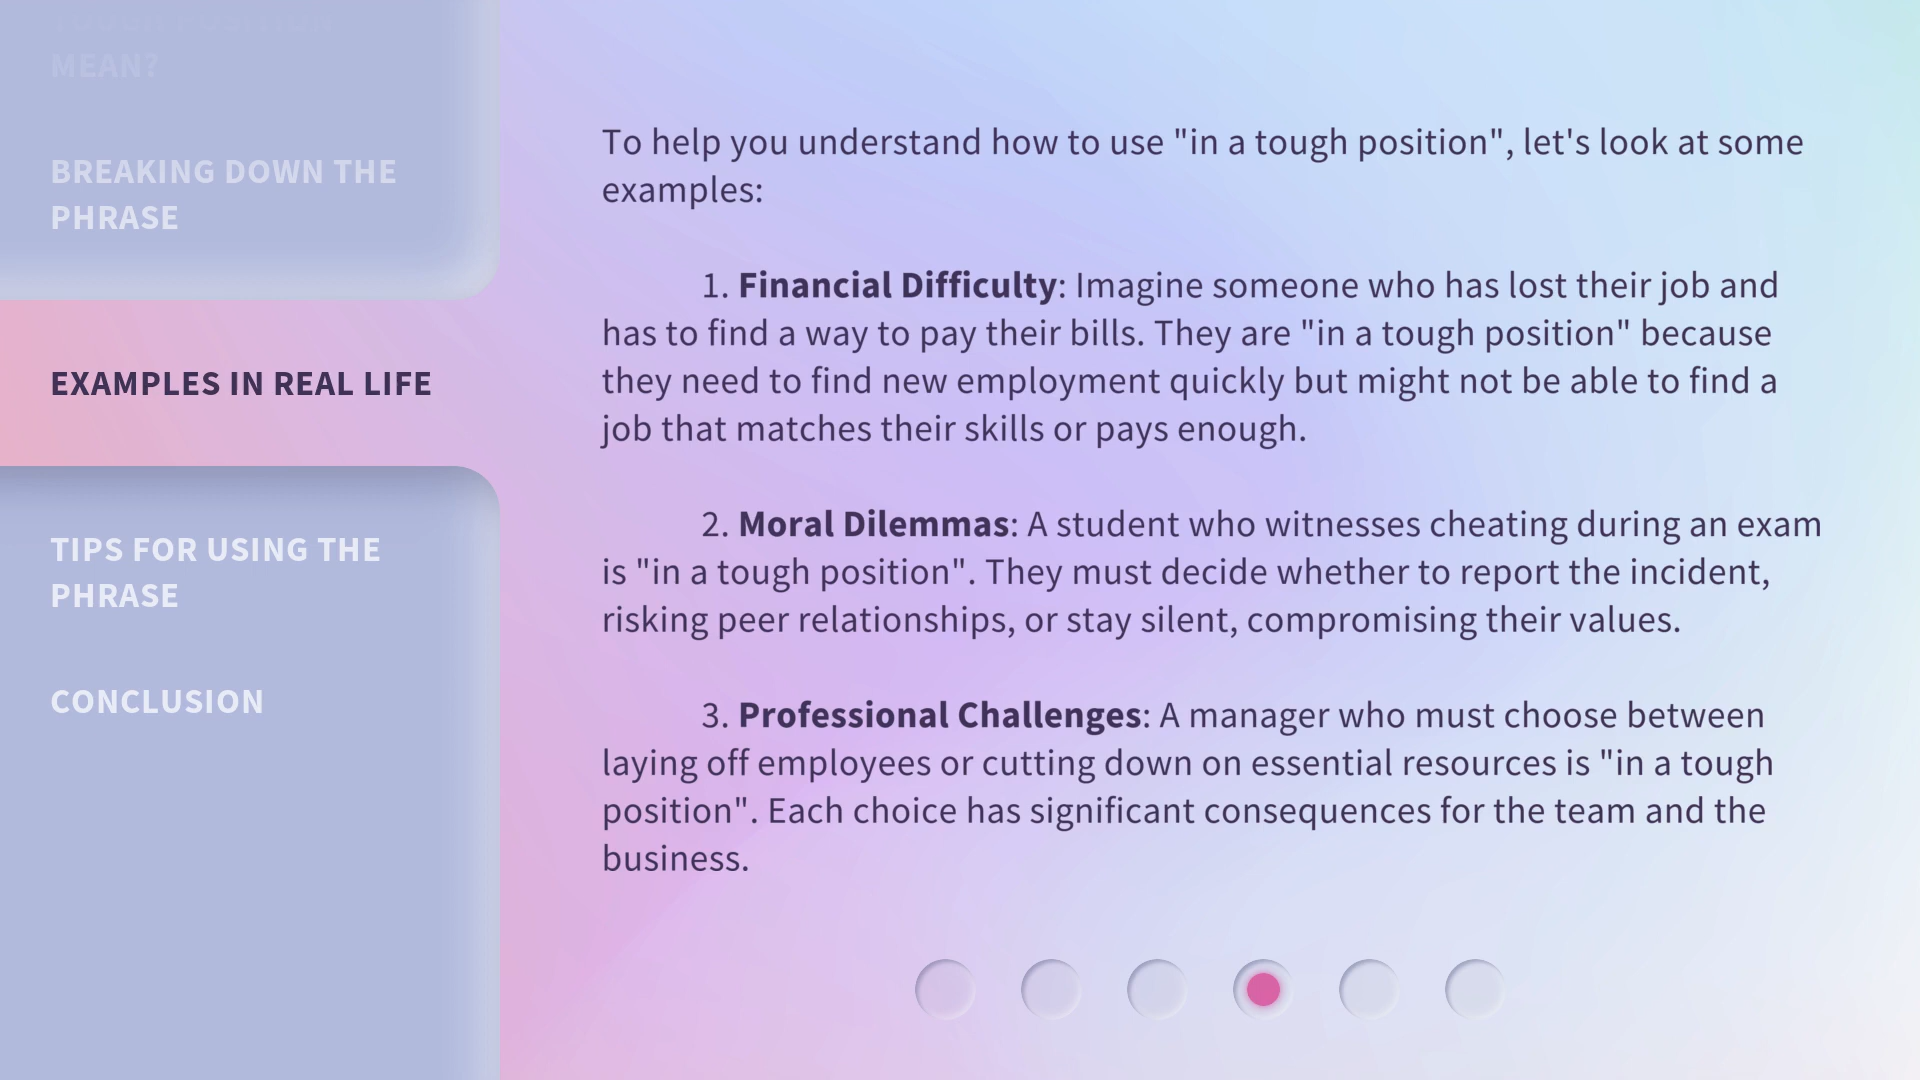 MEAN?
BREAKING DOWN THE
PHRASE
EXAMPLES IN REAL LIFE
TIPS FOR USING THE
PHRASE
CONCLUSION
To help you understand how to use "in a tough position", let's look at some
examples:
1. Financial Difficulty: Imagine someone who has lost their job and
has to find a way to pay their bills. They are "in a tough position" because
they need to find new employment quickly but might not be able to find a
job that matches their skills or pays enough.
2. Moral Dilemmas: A student who witnesses cheating during an exam
is "in a tough position". They must decide whether to report the incident,
risking peer relationships, or stay silent, compromising their values.
3. Professional Challenges: A manager who must choose between
laying off employees or cutting down on essential resources is "in a tough
position". Each choice has significant consequences for the team and the
business.